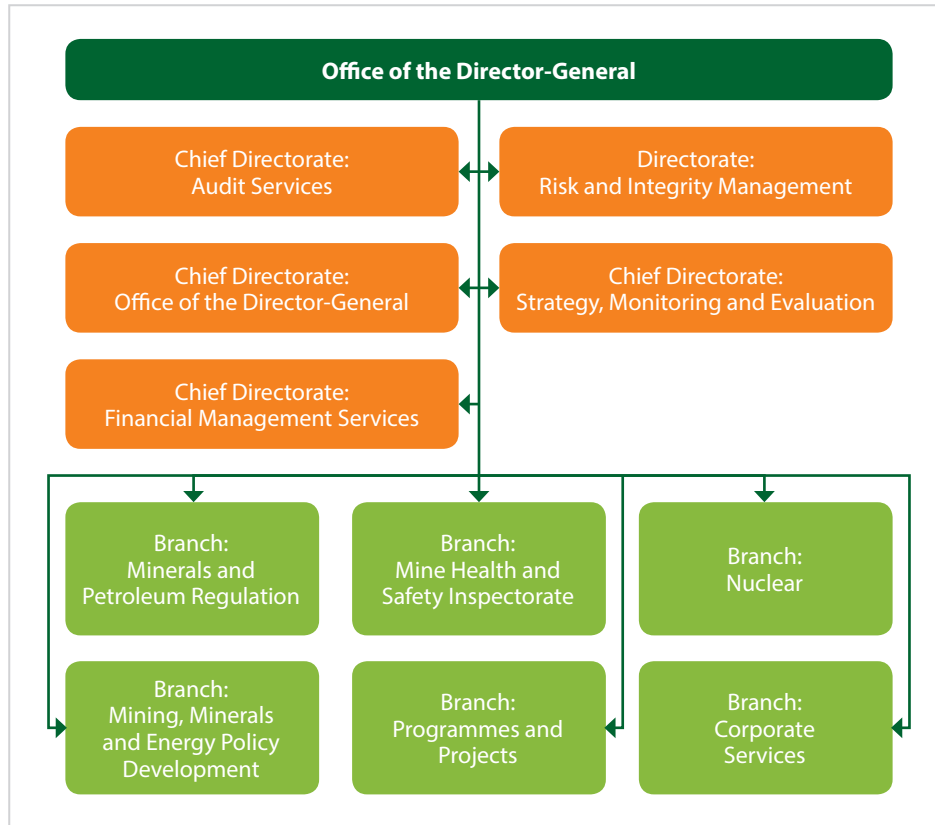 Office of the Director-General
Chief Directorate:
Audit Services
Directorate:
Risk and Integrity Management
Chief Directorate:
Office of the Director-General
Chief Directorate:
Strategy, Monitoring and Evaluation
Chief Directorate:
Financial Management Services
Branch:
Minerals and
Petroleum Regulation
Branch:
Mine Health and
Safety Inspectorate
Branch:
Nuclear
Branch:
Mining, Minerals
and Energy Policy
Development
Branch:
Programmes and
Projects
Branch:
Corporate
Services